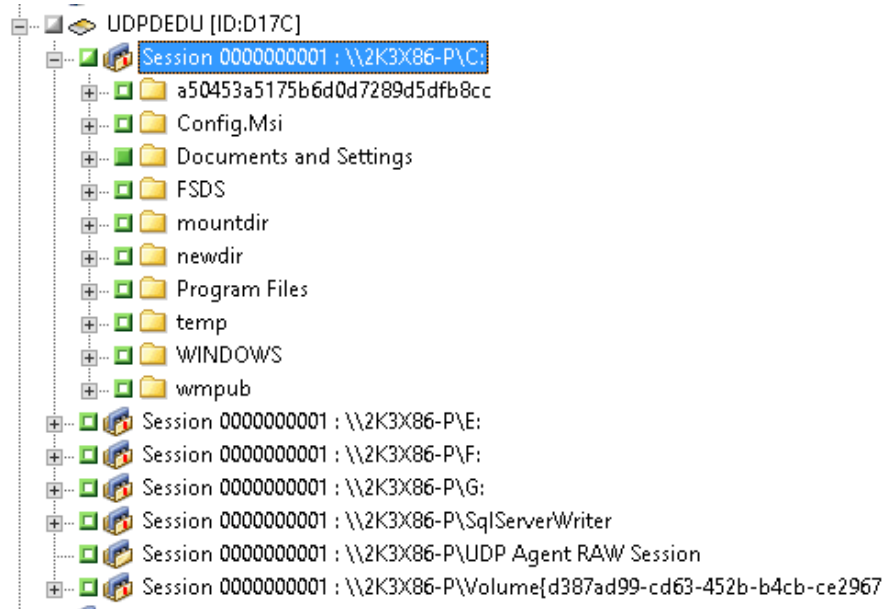 UDPDEDU [ID:D17C]
Session 0000000001 : \\2K3X86-P\C:
a50453a5175b6d0d7289d5dfb8cc
Config.Msi
Documents and Settings
FSDS
mountdir
newdir
Program Files
temp
WINDOWS
wmpub
Session 0000000001 : \\2K3X86-P\E:
Session 0000000001 : \\2K3X86-P\F:
Session 0000000001 : \\2K3X86-P\G:
Session 0000000001 : \\2K3X86-P\SqlServerWriter
Session 0000000001 : \\2K3X86-P\UDP Agent RAW Session
Session 0000000001 : \\2K3X86-P\Volume{d387ad99-cd63-452b-b4cb-ce2967